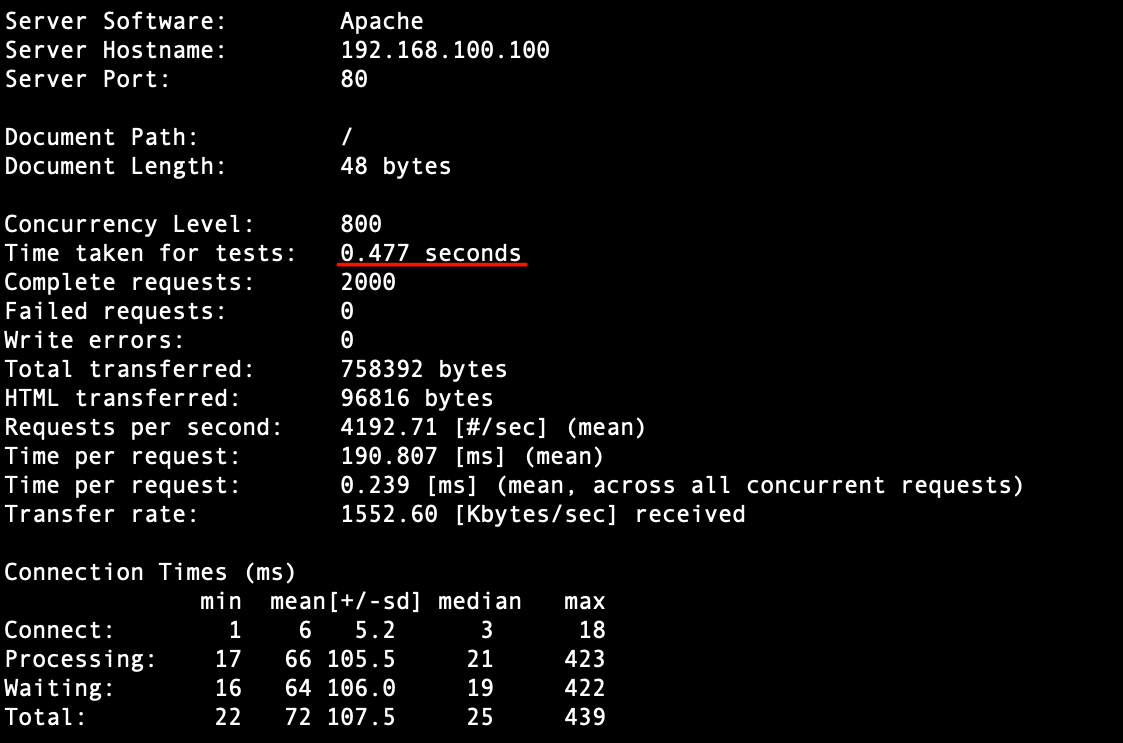 Server Software: Apache
Server Hostname: 192.168.100.100
Server Port: 80
Document Path: /
Document Length: 48 bytes
Concurrency Level: 800
Time taken for tests: 0.477 seconds
Complete requests: 2000
Failed requests: 0
Write errors: 0
Total transferred: 758392 bytes
HTML transferred: 96816 bytes
Requests per second: 4192.71 [#/sec] (mean)
Time per request: 190.807 [ms] (mean)
Time per request: 0.239 [ms] (mean, across all concurrent requests)
Transfer rate: 1552.60 [Kbytes/sec] received
Connection Times (ms)
min mean[+/-sd] median max
Connect: 1 6 5.2 3 18
Processing: 17 66 105.5 21 423
Waiting: 16 64 106.0 19 422
Total: 22 72 107.5 25 439